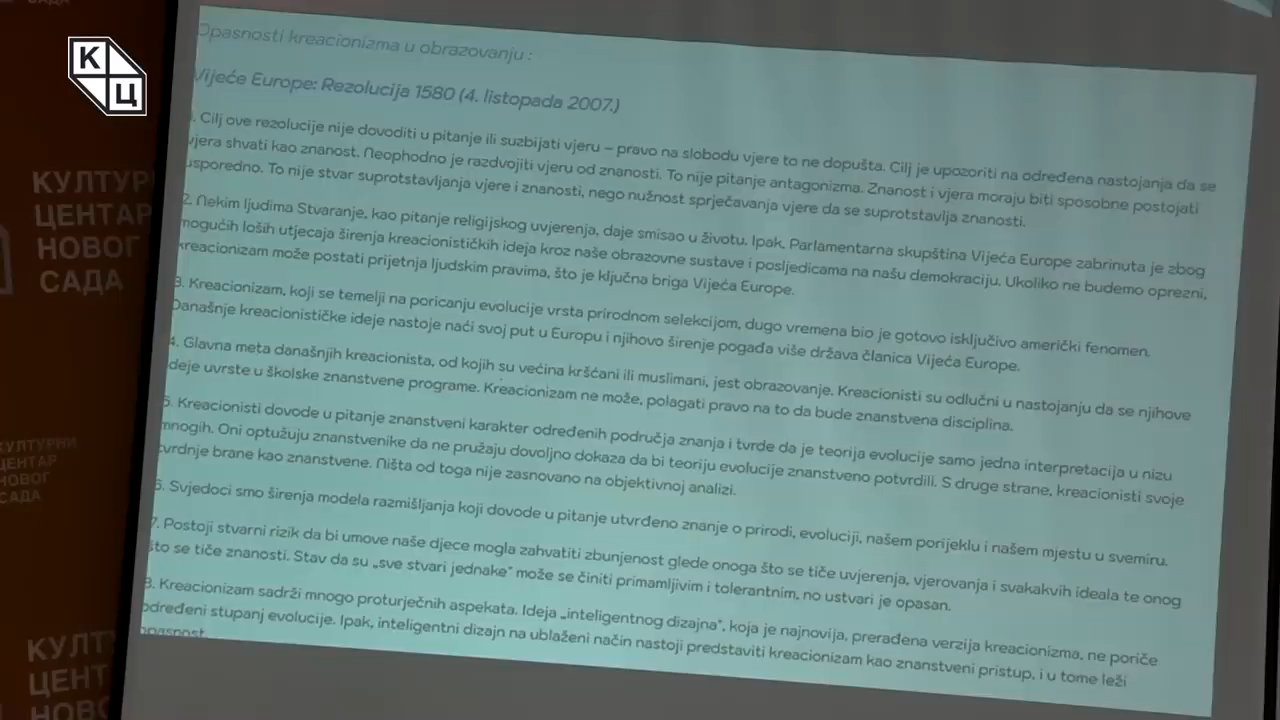 К
Ц
КУЛТУР
ЦЕНТАР
НОВОГ
САДА
КУЛТУРНИ
ЦЕНТАР
НОВОГ
САДА
КУЛТ
ЦЕНТ
НОВО
Opasnosti kreacionizma u obrazovanju :
Vijeće Europe: Rezolucija 1580 (4. listopada 2007.)
1. Cilj ove rezolucije nije dovoditi u pitanje ili suzbijati vjeru – pravo na slobodu vjere to ne dopušta. Cilj je upozoriti na određena nastojanja da se
vjera shvati kao znanost. Neophodno je razdvojiti vjeru od znanosti. To nije pitanje antagonizma. Znanost i vjera moraju biti sposobne postojati
usporedno. To nije stvar suprotstavljanja vjere i znanosti, nego nužnost sprječavanja vjere da se suprotstavlja znanosti.
2. Nekim ljudima Stvaranje, kao pitanje religijskog uvjerenja, daje smisao u životu. Ipak, Parlamentarna skupština Vijeća Europe zabrinuta je zbog
mogućih loših utjecaja širenja kreacionističkih ideja kroz naše obrazovne sustave i posljedicama na našu demokraciju. Ukoliko ne budemo oprezni,
kreacionizam može postati prijetnja ljudskim pravima, što je ključna briga Vijeća Europe.
3. Kreacionizam, koji se temelji na poricanju evolucije vrsta prirodnom selekcijom, dugo vremena bio je gotovo isključivo američki fenomen.
Današnje kreacionističke ideje nastoje naći svoj put u Europu i njihovo širenje pogađa više država članica Vijeća Europe.
4. Glavna meta današnjih kreacionista, od kojih su većina kršćani ili muslimani, jest obrazovanje. Kreacionisti su odlučni u nastojanju da se njihove
ideje uvrste u školske znanstvene programe. Kreacionizam ne može, polagati pravo na to da bude znanstvena disciplina.
5. Kreacionisti dovode u pitanje znanstveni karakter određenih područja znanja i tvrde da je teorija evolucije samo jedna interpretacija u nizu
mnogih. Oni optužuju znanstvenike da ne pružaju dovoljno dokaza da bi teoriju evolucije znanstveno potvrdili. S druge strane, kreacionisti svoje
tvrdnje brane kao znanstvene. Ništa od toga nije zasnovano na objektivnoj analizi.
6. Svjedoci smo širenja modela razmišljanja koji dovode u pitanje utvrđeno znanje o prirodi, evoluciji, našem porijeklu i našem mjestu u svemiru.
7. Postoji stvarni rizik da bi umove naše djece mogla zahvatiti zbunjenost glede onoga što se tiče uvjerenja, vjerovanja i svakakvih ideala te onog
što se tiče znanosti. Stav da su „sve stvari jednake" može se činiti primamljivim i tolerantnim, no ustvari je opasan.
8. Kreacionizam sadrži mnogo proturječnih aspekata. Ideja „inteligentnog dizajna", koja je najnovija, prerađena verzija kreacionizma, ne poriče
određeni stupanj evolucije. Ipak, inteligentni dizajn na ublaženi način nastoji predstaviti kreacionizam kao znanstveni pristup, i u tome leži
opasnost.